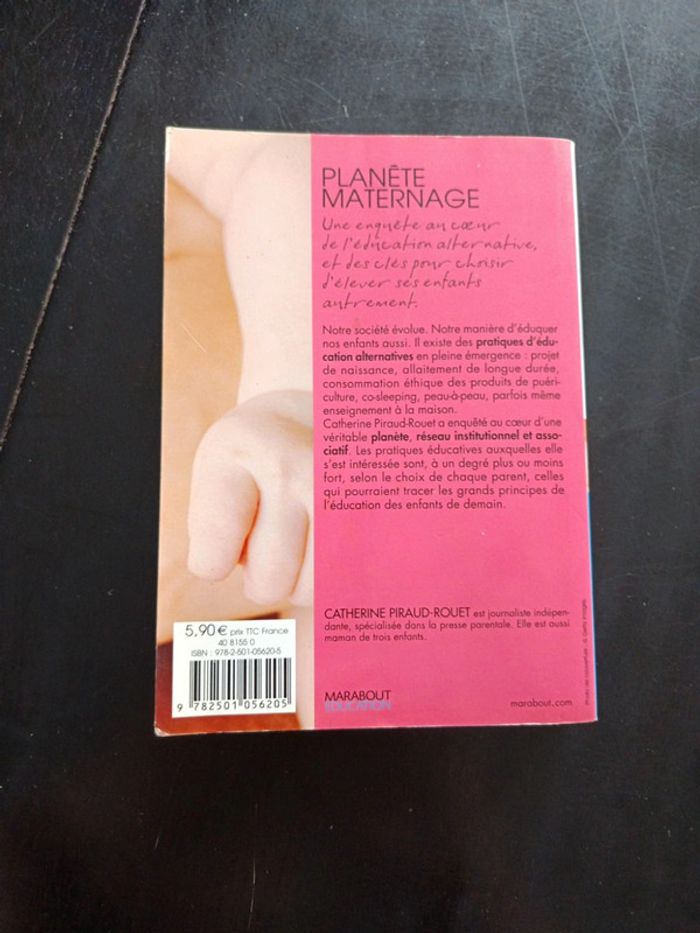 PLANÈTE
MATERNAGE
Une enquête au cœur
de l'éducation alternative,
et des clés pour choisir
d'élever ses enfants
autrement.
Notre société évolue. Notre manière d'éduquer
nos enfants aussi. Il existe des pratiques d'édu-
cation alternatives en pleine émergence : projet
de naissance, allaitement de longue durée,
consommation éthique des produits de puéri-
culture, co-sleeping, peau-à-peau, parfois même
enseignement à la maison.
Catherine Piraud-Rouet a enquêté au cœur d'une
véritable planète, réseau institutionnel et asso-
ciatif. Les pratiques éducatives auxquelles elle
s'est intéressée sont, à un degré plus ou moins
fort, selon le choix de chaque parent, celles
qui pourraient tracer les grands principes de
l'éducation des enfants de demain.
CATHERINE PIRAUD-ROUET est journaliste indépen-
dante, spécialisée dans la presse parentale. Elle est aussi
maman de trois enfants.
5,90 € prix TTC France
40 8155 0
ISBN : 978-2-501-05620-5
9 782501 056205
MARABOUT
EDUCATION
marabout.com
Photo de couverture : © Getty Images